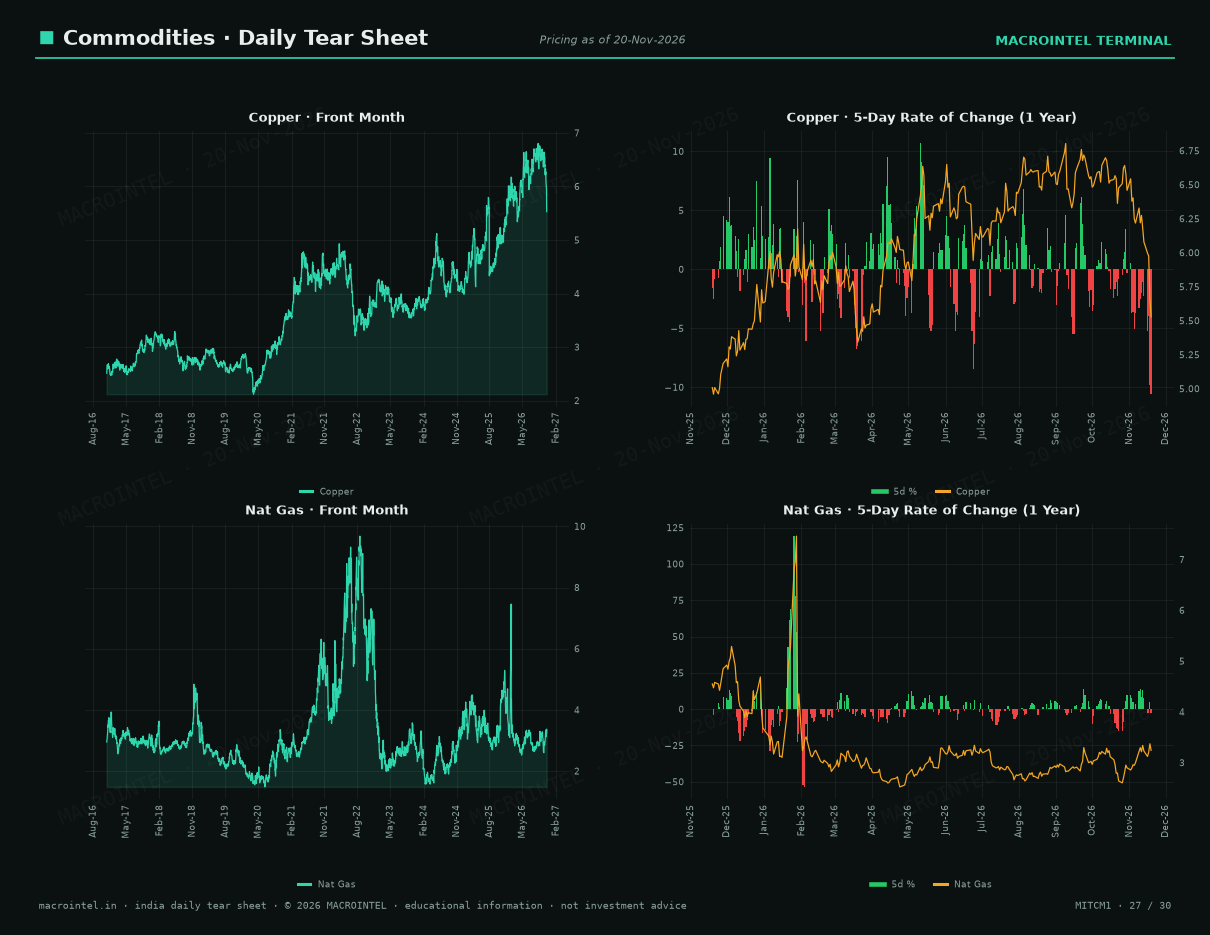 Commodities · Daily Tear Sheet
Pricing as of 20-Nov-2026
MACROINTEL TERMINAL
Copper · Front Month
7
6
5
4
3
2
Aug-16 May-17 Feb-18 Nov-18 Aug-19 May-20 Feb-21 Nov-21 Aug-22 May-23 Feb-24 Nov-24 Aug-25 May-26 Feb-27
Copper
Copper · 5-Day Rate of Change (1 Year)
10
5
0
−5
−10
6.75
6.50
6.25
6.00
5.75
5.50
5.25
5.00
Nov-25 Dec-25 Jan-26 Feb-26 Mar-26 Apr-26 May-26 Jun-26 Jul-26 Aug-26 Sep-26 Oct-26 Nov-26 Dec-26
5d % Copper
Nat Gas · Front Month
10
8
6
4
2
Aug-16 May-17 Feb-18 Nov-18 Aug-19 May-20 Feb-21 Nov-21 Aug-22 May-23 Feb-24 Nov-24 Aug-25 May-26 Feb-27
Nat Gas
Nat Gas · 5-Day Rate of Change (1 Year)
125
100
75
50
25
0
−25
−50
7
6
5
4
3
Nov-25 Dec-25 Jan-26 Feb-26 Mar-26 Apr-26 May-26 Jun-26 Jul-26 Aug-26 Sep-26 Oct-26 Nov-26 Dec-26
5d % Nat Gas
macrointel.in · india daily tear sheet · © 2026 MACROINTEL · educational information · not investment advice
MITCM1 · 27 / 30
MACROINTEL · 20-Nov-2026